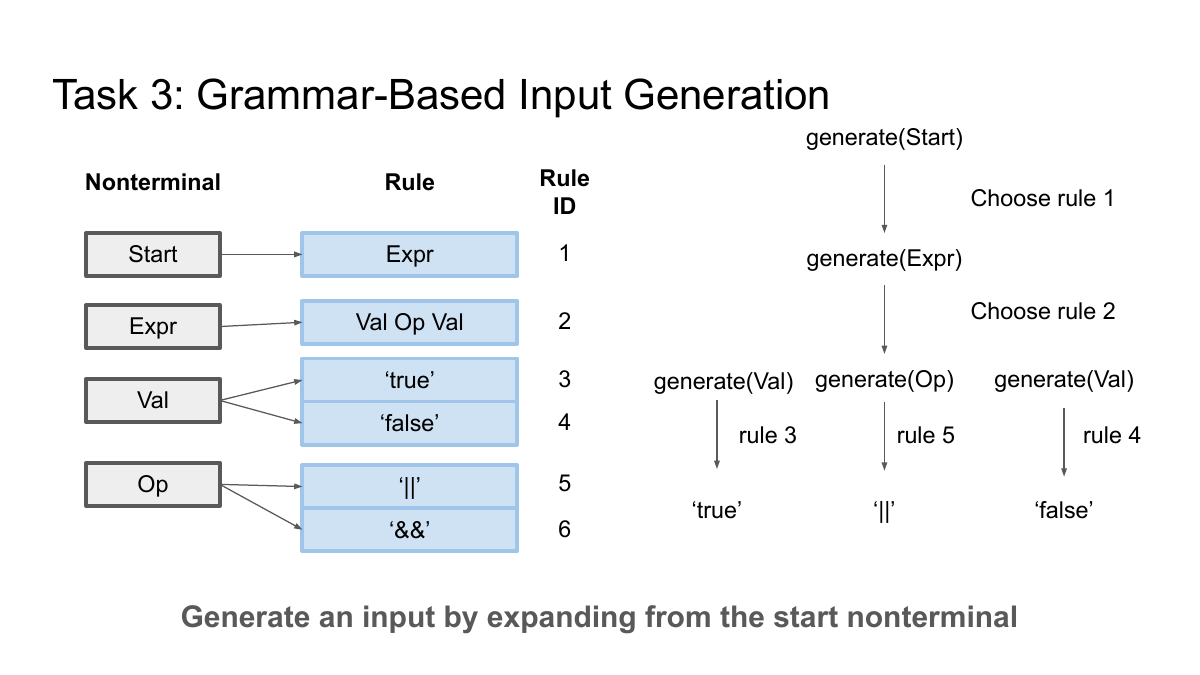 Task 3: Grammar-Based Input Generation
Nonterminal
Rule
Rule
ID
Start
Expr
1
Expr
Val Op Val
2
Val
‘true’
3
‘false’
4
Op
‘||’
5
‘&&’
6
generate(Start)
Choose rule 1
generate(Expr)
Choose rule 2
generate(Val)
generate(Op)
generate(Val)
rule 3
rule 5
rule 4
‘true’
‘||’
‘false’
Generate an input by expanding from the start nonterminal